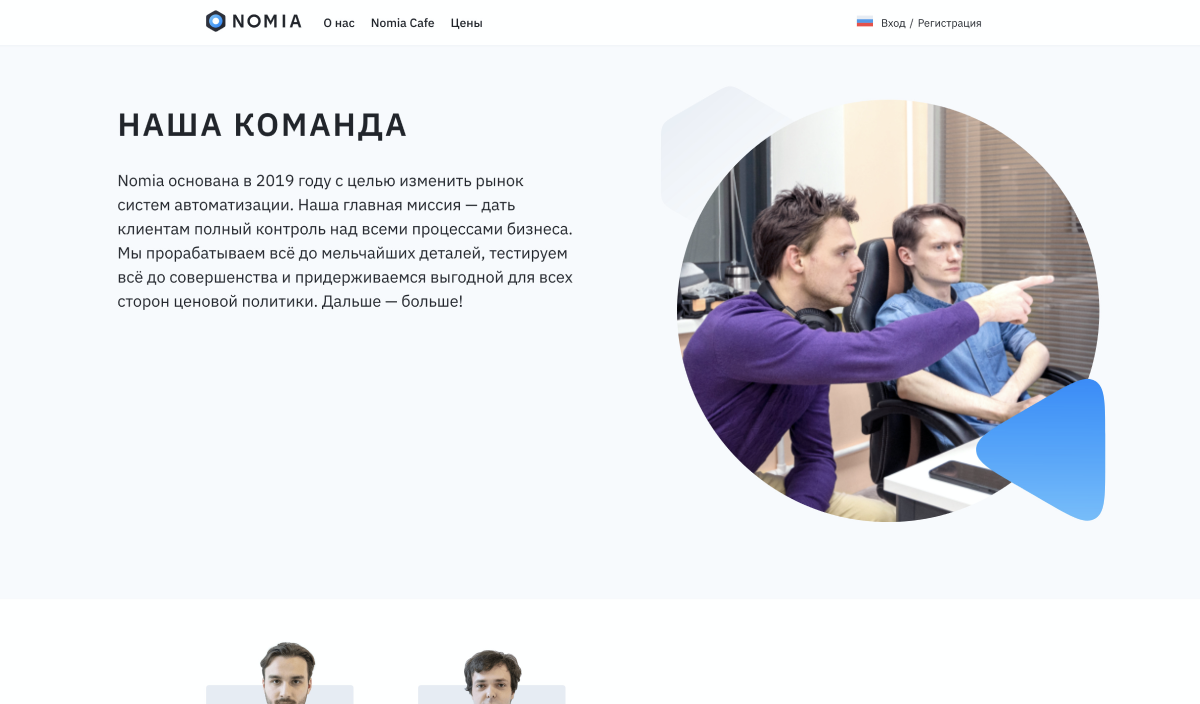 NOMIA
О нас
Nomia Cafe
Цены
Вход / Регистрация
НАША КОМАНДА
Nomia основана в 2019 году с целью изменить рынок
систем автоматизации. Наша главная миссия — дать
клиентам полный контроль над всеми процессами бизнеса.
Мы прорабатываем всё до мельчайших деталей, тестируем
всё до совершенства и придерживаемся выгодной для всех
сторон ценовой политики. Дальше — больше!